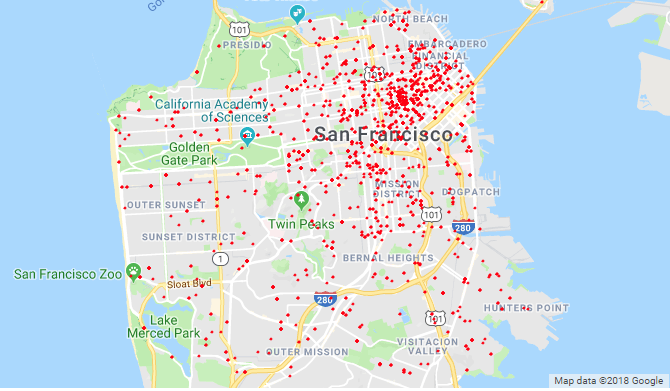 NORTH BEACH
101
PRESIDIO
EMBARCADERO
FINANCIAL
DISTRICT
101
California Academy
of Sciences
San Francisco
Golden
Gate Park
MISSION
DISTRICT
DOGPATCH
OUTER SUNSET
101
Twin Peaks
280
SUNSET DISTRICT
1
BERNAL HEIGHTS
San Francisco Zoo
Sloat Blvd
280
HUNTERS POINT
101
Lake
Merced Park
VISITACION
VALLEY
OUTER MISSION
Map data ©2018 Google